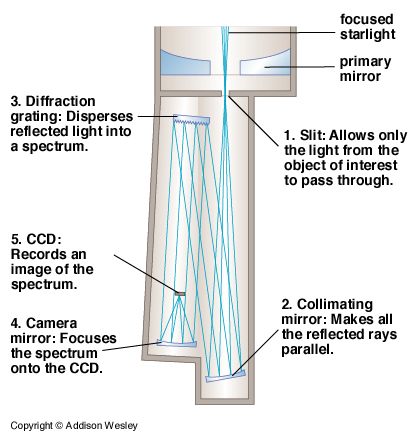 focused
starlight
primary
mirror
3. Diffraction
grating: Disperses
reflected light into
a spectrum.
1. Slit: Allows only
the light from the
object of interest
to pass through.
5. CCD:
Records an
image of the
spectrum.
2. Collimating
mirror: Makes all
the reflected rays
parallel.
4. Camera
mirror: Focuses
the spectrum
onto the CCD.
Copyright © Addison Wesley